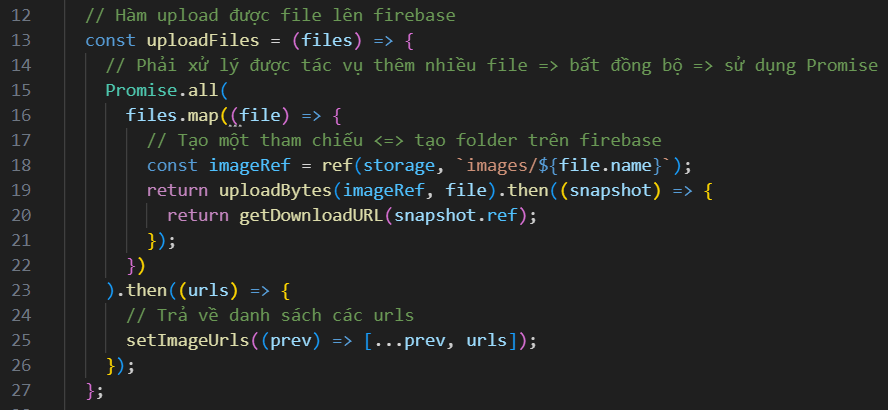 12 // Hàm upload được file lên firebase
13 const uploadFiles = (files) => {
14 // Phải xử lý được tác vụ thêm nhiều file => bất đồng bộ => sử dụng Promise
15 Promise.all(
16 files.map((file) => {
17 // Tạo một tham chiếu <=> tạo folder trên firebase
18 const imageRef = ref(storage, `images/${file.name}`);
19 return uploadBytes(imageRef, file).then((snapshot) => {
20 return getDownloadURL(snapshot.ref);
21 });
22 })
23 ).then((urls) => {
24 // Trả về danh sách các urls
25 setImageUrls((prev) => [...prev, urls]);
26 });
27 };